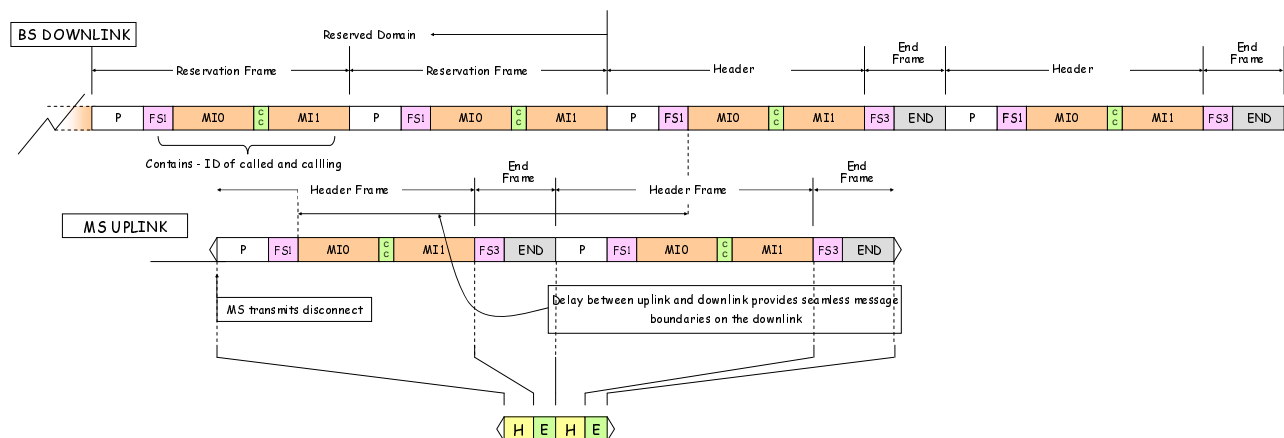 BS DOWNLINK
Reserved Domain
End
Frame
End
Frame
Reservation Frame
Reservation Frame
Header
Header
P FS1 MI0 CC MI1 P FS1 MI0 CC MI1 P FS1 MI0 CC MI1 FS3 END P FS1 MI0 CC MI1 FS3 END
Contains - ID of called and callling
End
Frame
End
Frame
Header Frame
Header Frame
MS UPLINK
P FS1 MI0 CC MI1 FS3 END P FS1 MI0 CC MI1 FS3 END
MS transmits disconnect
Delay between uplink and downlink provides seamless message
boundaries on the downlink
H E H E